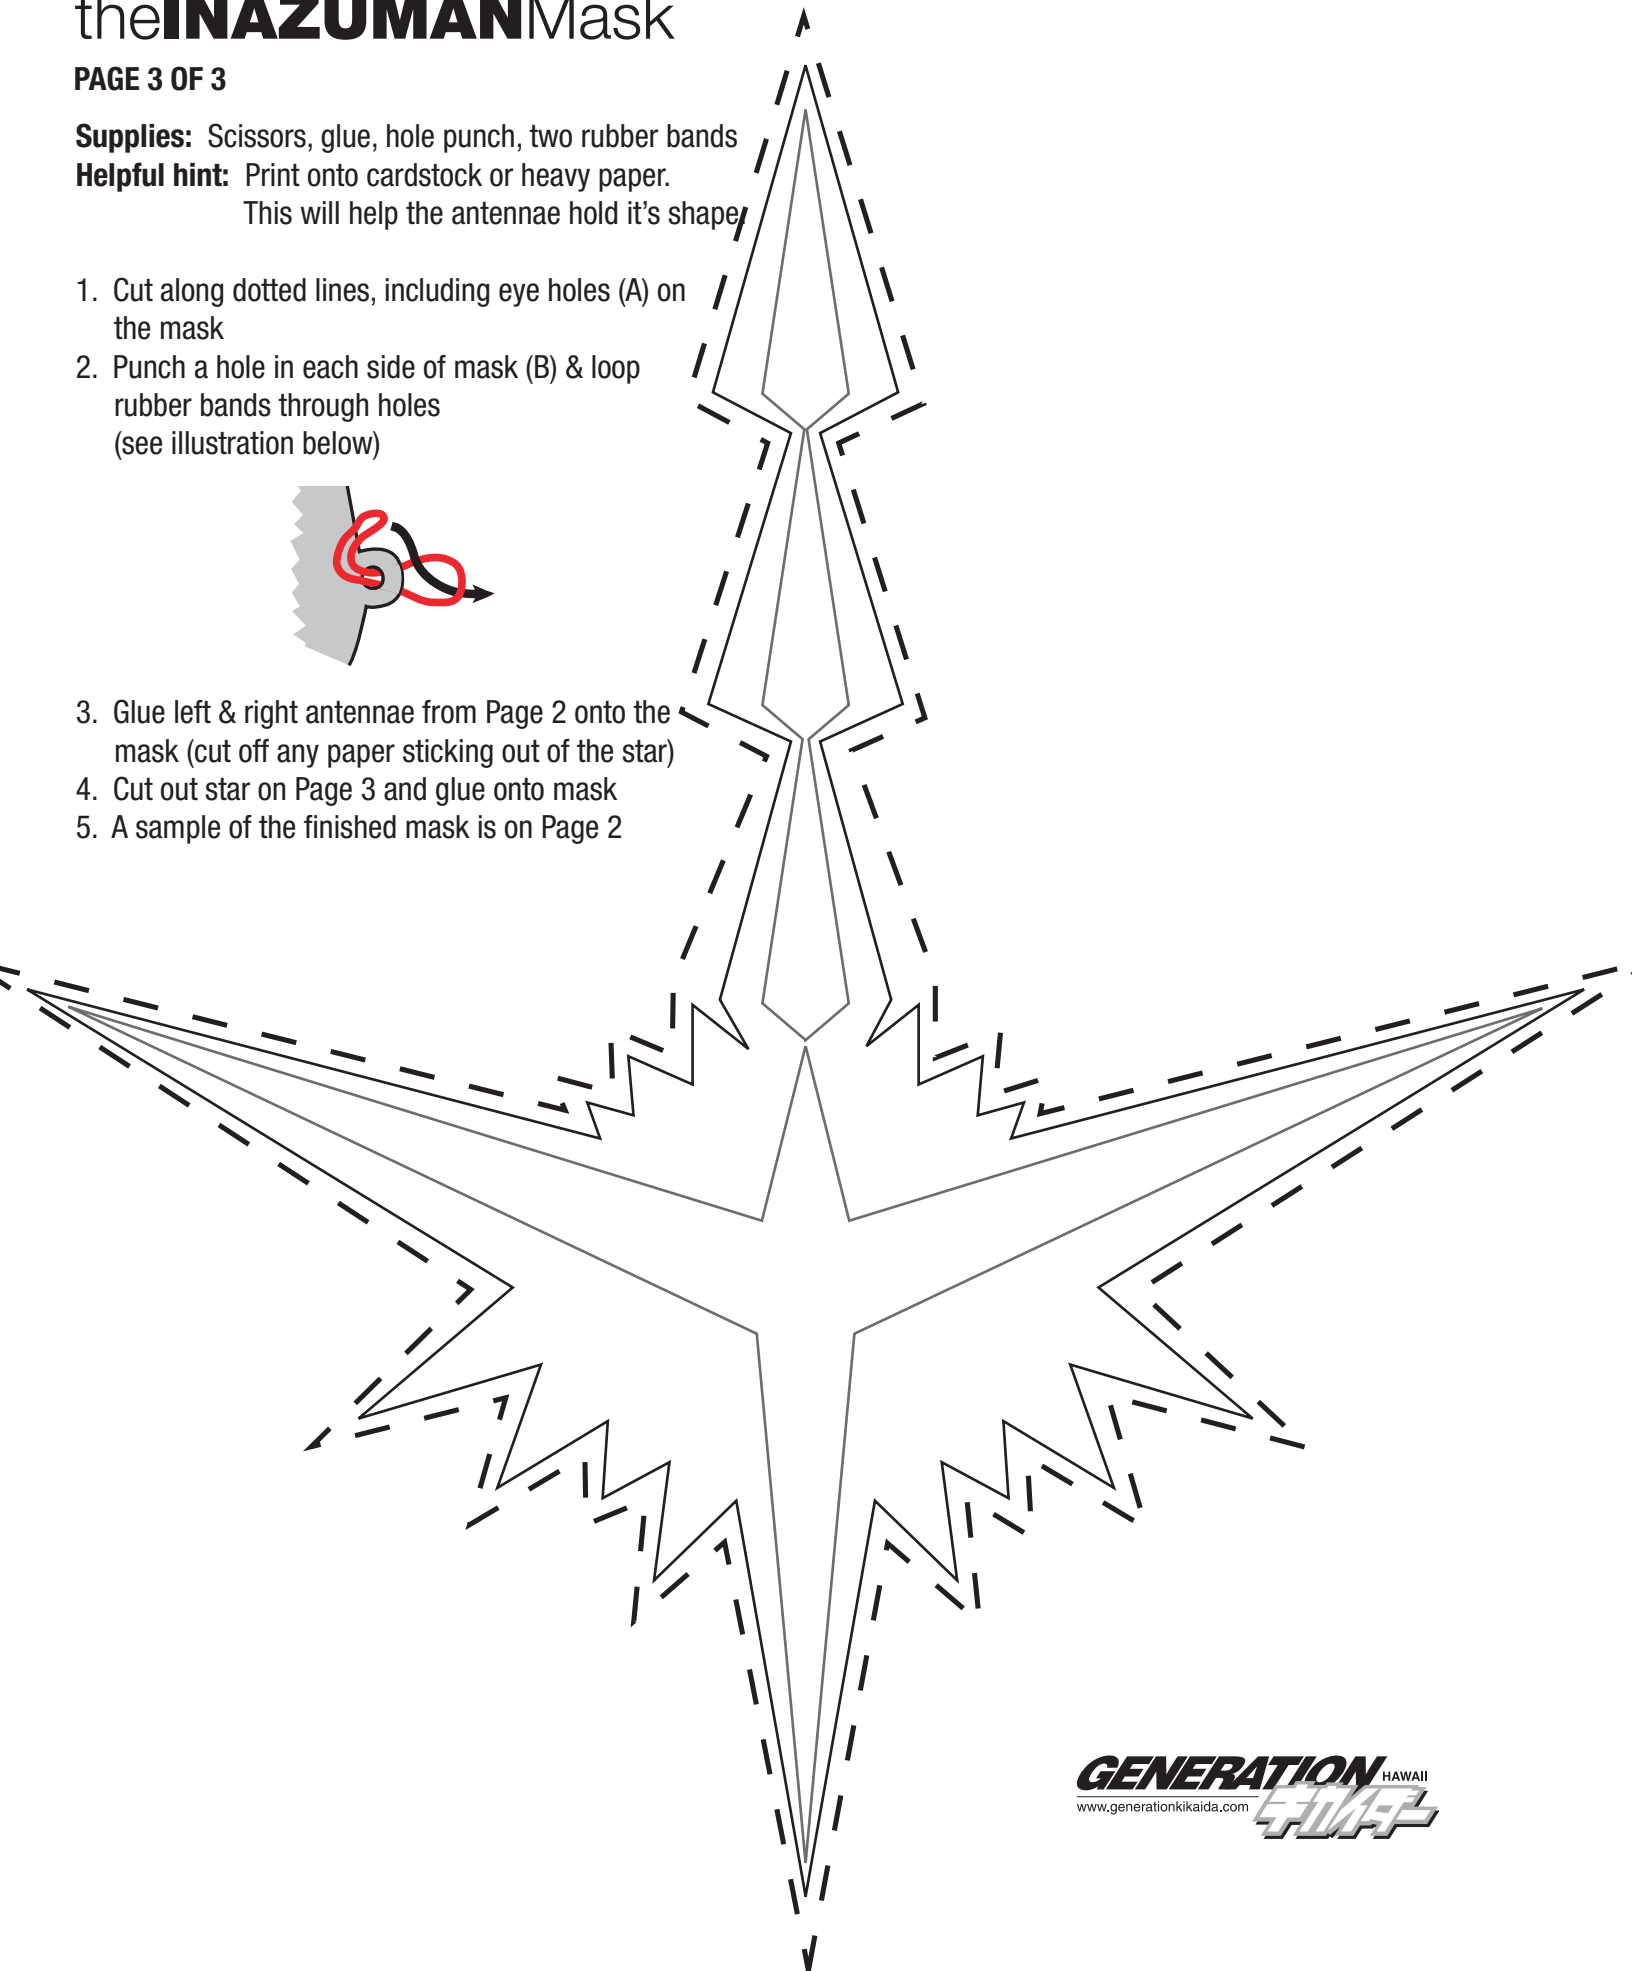 theINAZUMANMask
PAGE 3 OF 3
Supplies: Scissors, glue, hole punch, two rubber bands
Helpful hint: Print onto cardstock or heavy paper.
This will help the antennae hold it's shape.
1. Cut along dotted lines, including eye holes (A) on
the mask
2. Punch a hole in each side of mask (B) & loop
rubber bands through holes
(see illustration below)
3. Glue left & right antennae from Page 2 onto the
mask (cut off any paper sticking out of the star)
4. Cut out star on Page 3 and glue onto mask
5. A sample of the finished mask is on Page 2
GENERATION HAWAII
www.generationkikaida.com
キカイダー